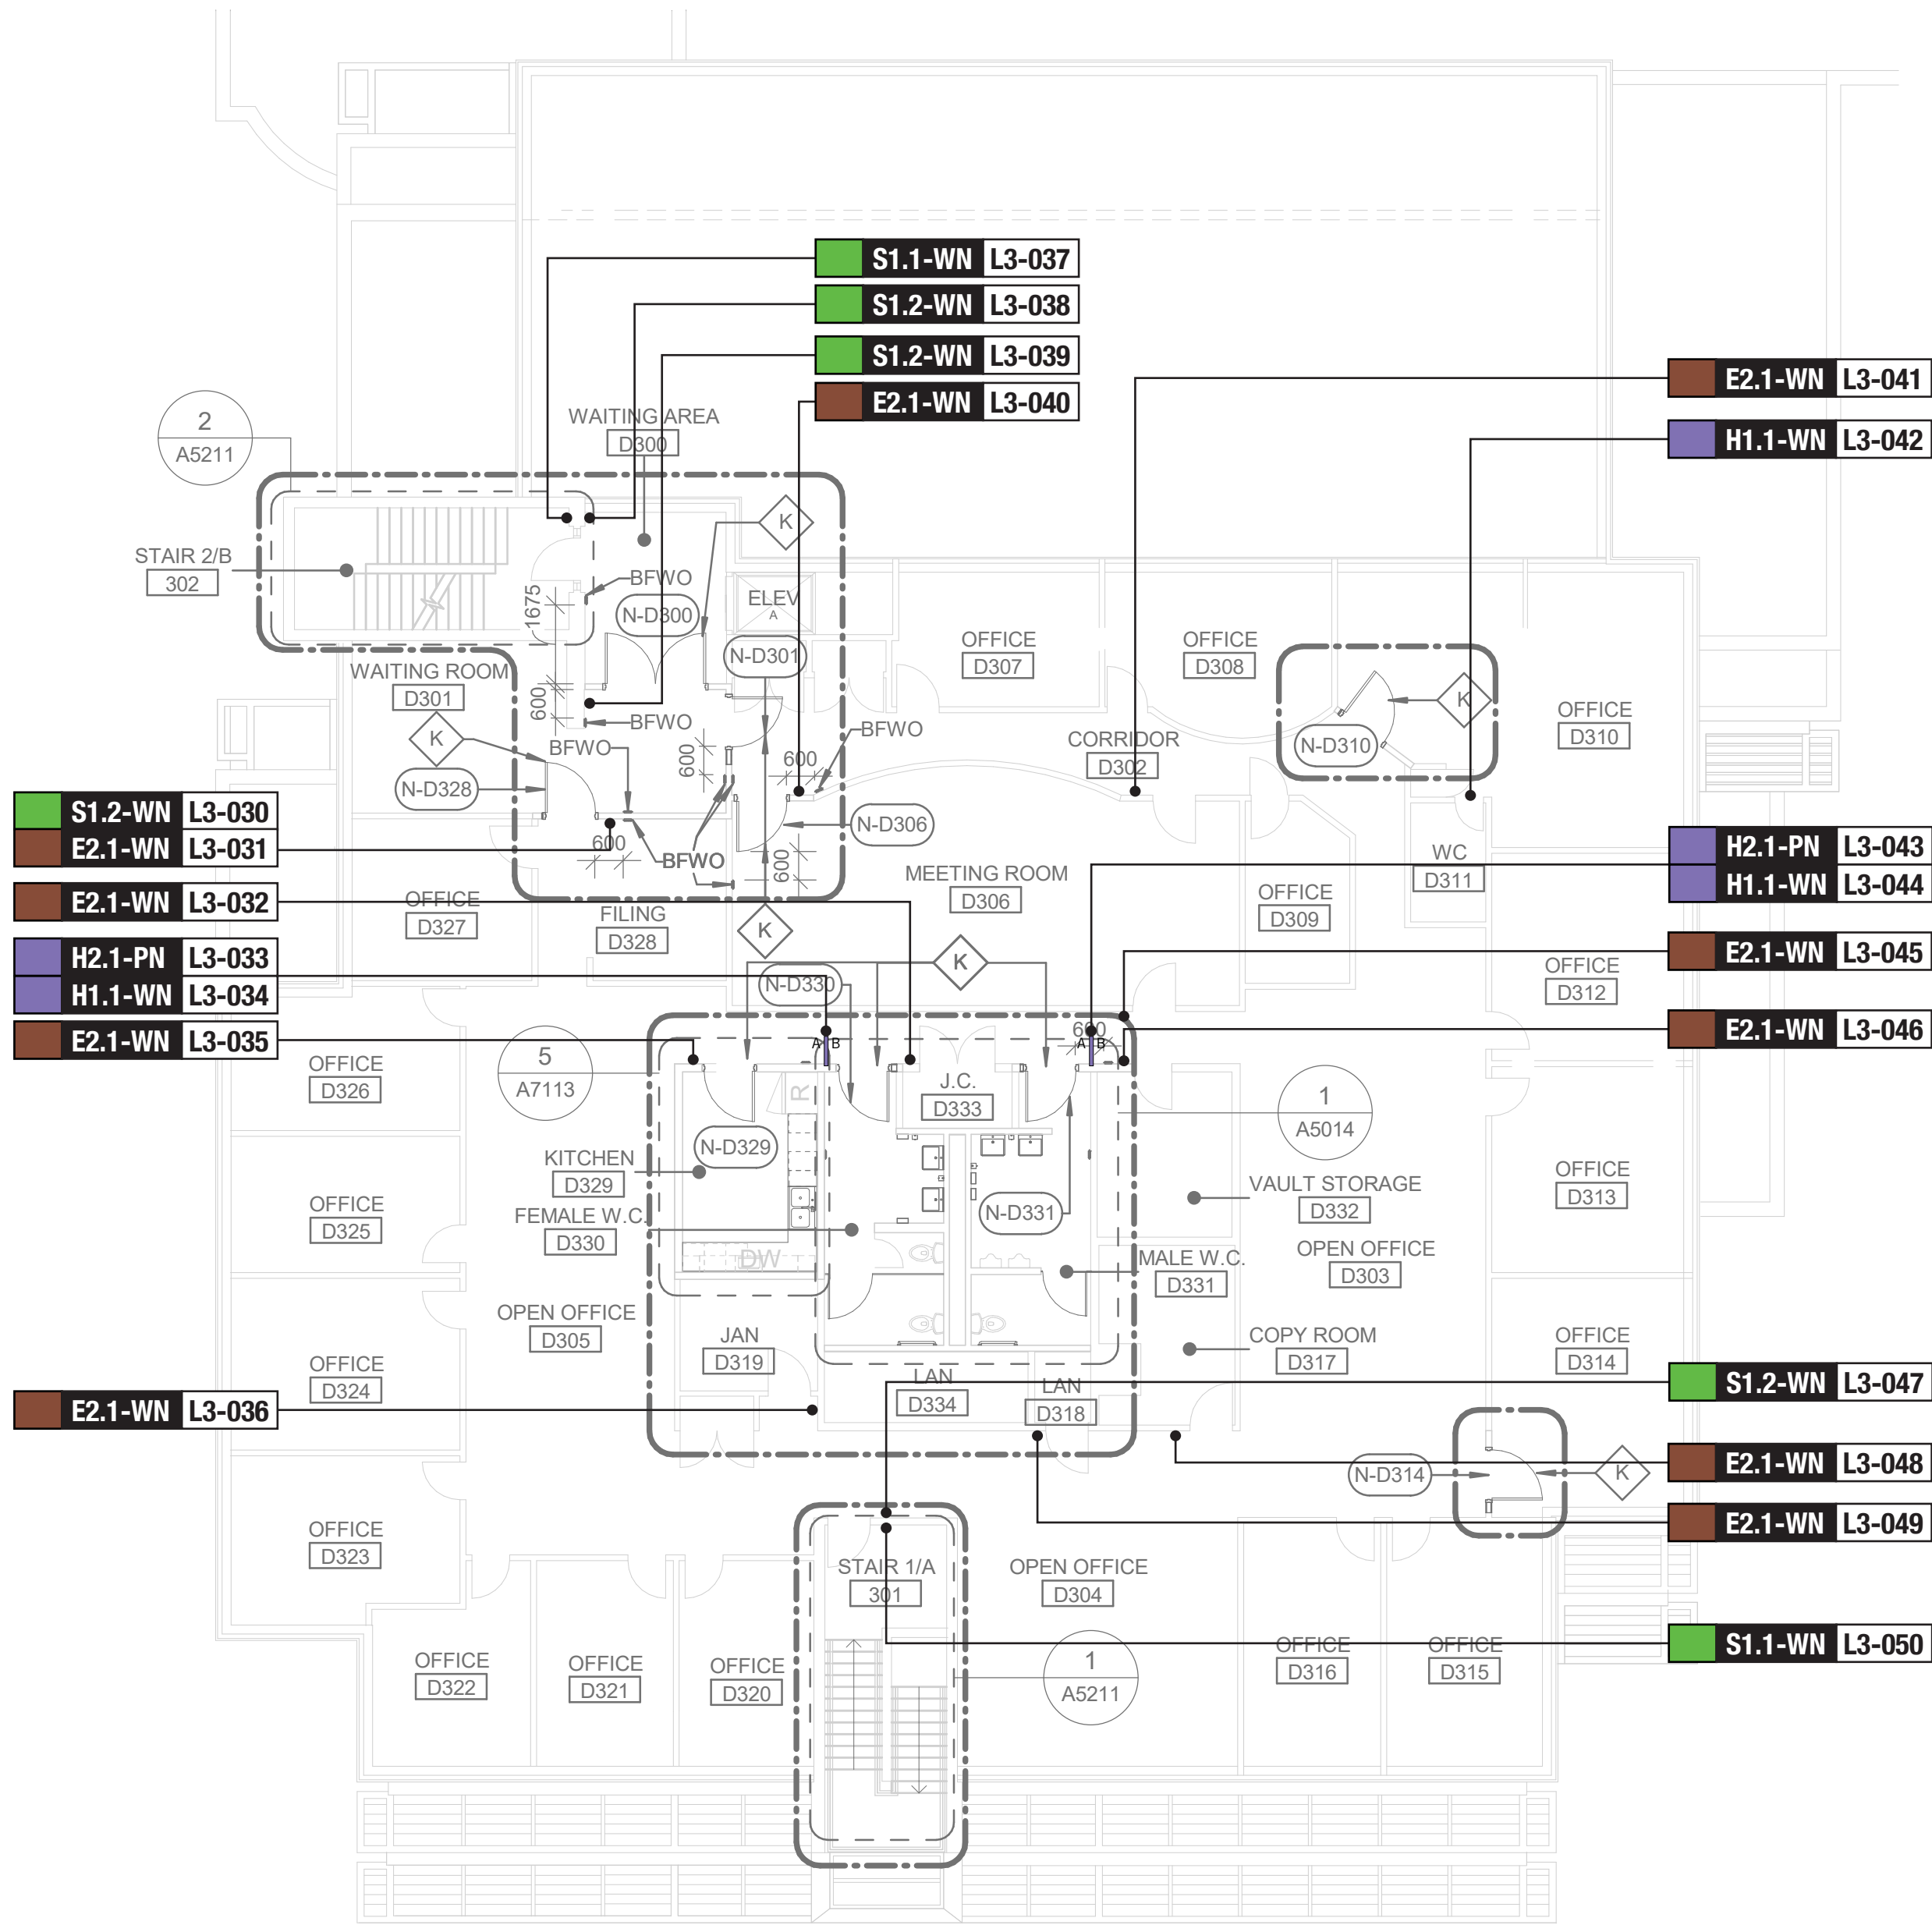 S1.1-WN L3-037
S1.2-WN L3-038
S1.2-WN L3-039
E2.1-WN L3-040
E2.1-WN L3-041
H1.1-WN L3-042
2
A5211
WAITING AREA
D300
K
STAIR 2/B
302
BFWO
1675
N-D300
ELEV
A
N-D301
OFFICE
D307
OFFICE
D308
WAITING ROOM
D301
600
BFWO
K
OFFICE
D310
N-D310
K
BFWO
BFWO
CORRIDOR
D302
600
600
N-D328
N-D306
S1.2-WN L3-030
E2.1-WN L3-031
600
BFWO
600
WC
D311
H2.1-PN L3-043
H1.1-WN L3-044
E2.1-WN L3-032
OFFICE
D327
FILING
D328
MEETING ROOM
D306
OFFICE
D309
K
H2.1-PN L3-033
H1.1-WN L3-034
N-D330
K
E2.1-WN L3-045
OFFICE
D312
E2.1-WN L3-035
600
A B
A B
E2.1-WN L3-046
5
A7113
OFFICE
D326
R
J.C.
D333
1
A5014
N-D329
KITCHEN
D329
OFFICE
D325
FEMALE W.C.
D330
N-D331
VAULT STORAGE
D332
OFFICE
D313
DW
MALE W.C.
D331
OPEN OFFICE
D303
OPEN OFFICE
D305
JAN
D319
COPY ROOM
D317
OFFICE
D314
OFFICE
D324
LAN
D334
LAN
D318
S1.2-WN L3-047
E2.1-WN L3-036
N-D314
K
E2.1-WN L3-048
E2.1-WN L3-049
OFFICE
D323
STAIR 1/A
301
OPEN OFFICE
D304
S1.1-WN L3-050
OFFICE
D322
OFFICE
D321
OFFICE
D320
1
A5211
OFFICE
D316
OFFICE
D315